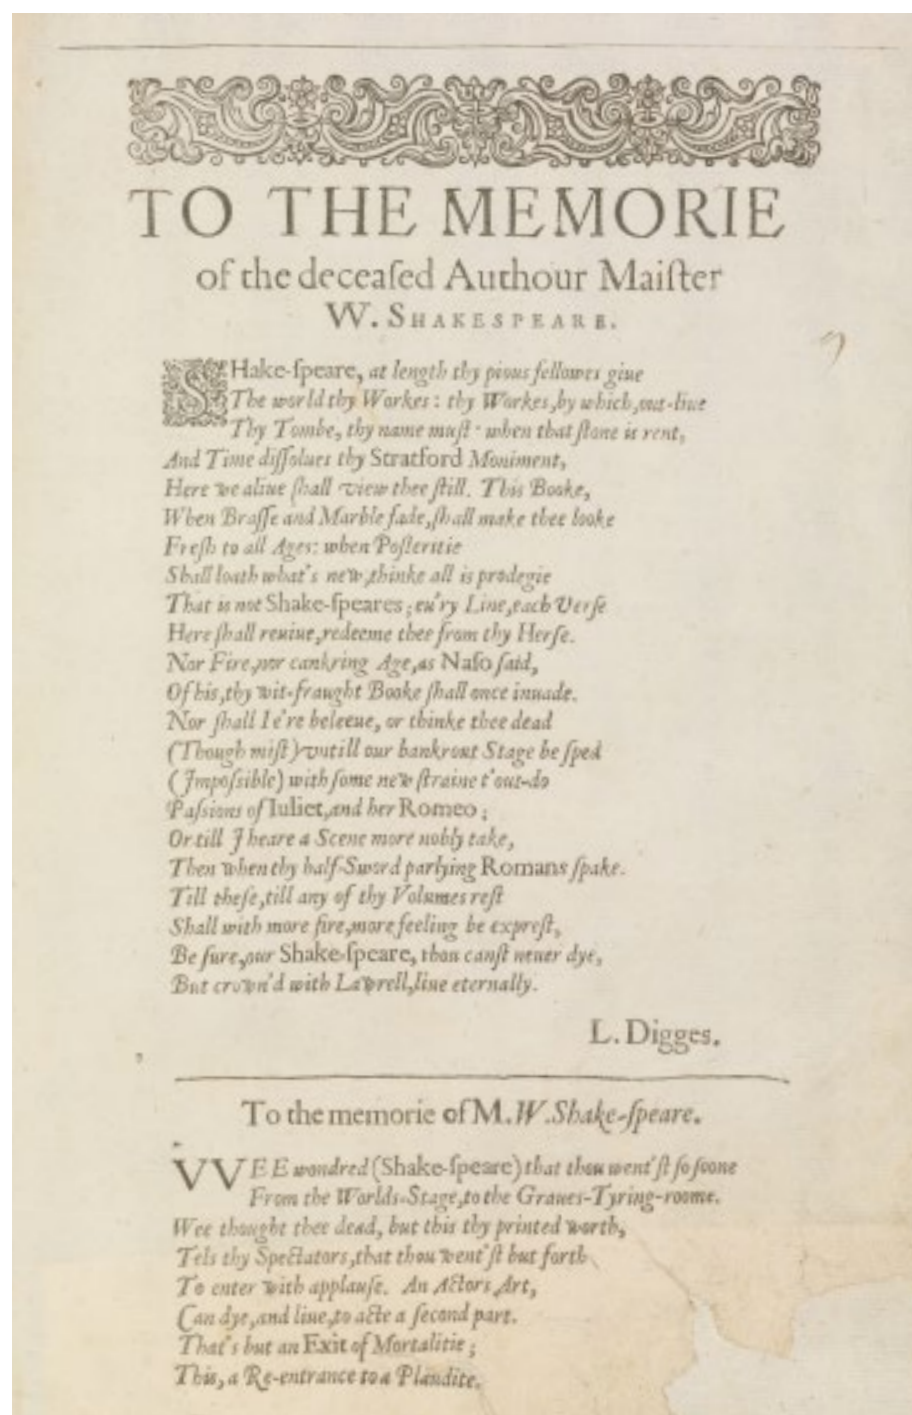 TO THE MEMORIE
of the deceaſed Authour Maiſter
W. SHAKESPEARE.
SHake-ſpeare, at length thy pious fellowes giue
The world thy Workes: thy Workes, by which, out-liue
Thy Tombe, thy name muſt· when that ſtone is rent,
And Time diſſolues thy Stratford Moniment,
Here we aliue ſhall view thee ſtill. This Booke,
When Braſſe and Marble fade, ſhall make thee looke
Freſh to all Ages: when Poſteritie
Shall loath what's new, thinke all is prodegie
That is not Shake-ſpeares; eu'ry Line, each Verſe
Here ſhall reuiue, redeeme thee from thy Herſe.
Nor Fire, nor cankring Age, as Naſo ſaid,
Of his, thy wit-fraught Booke ſhall once inuade.
Nor ſhall I e're beleeue, or thinke thee dead
(Though miſt) vntill our bankrout Stage be ſped
(Impoſsible) with ſome new ſtraine t'out-do
Paſsions of Iuliet, and her Romeo;
Or till I heare a Scene more nobly take,
Then when thy half-Sword parlying Romans ſpake.
Till theſe, till any of thy Volumes reſt
Shall with more fire, more feeling be expreſt,
Be ſure, our Shake-ſpeare, thou canſt neuer dye,
But crown'd with Lawrell, liue eternally.
L. Digges.
To the memorie of M. W. Shake-ſpeare.
VVEE wondred (Shake-ſpeare) that thou went'ſt ſo ſoone
From the Worlds-Stage, to the Graues-Tyring-roome.
Wee thought thee dead, but this thy printed worth,
Tels thy Spectators, that thou went'ſt but forth
To enter with applauſe. An Actors Art,
Can dye, and liue, to acte a ſecond part.
That's but an Exit of Mortalitie;
This, a Re-entrance to a Plaudite.